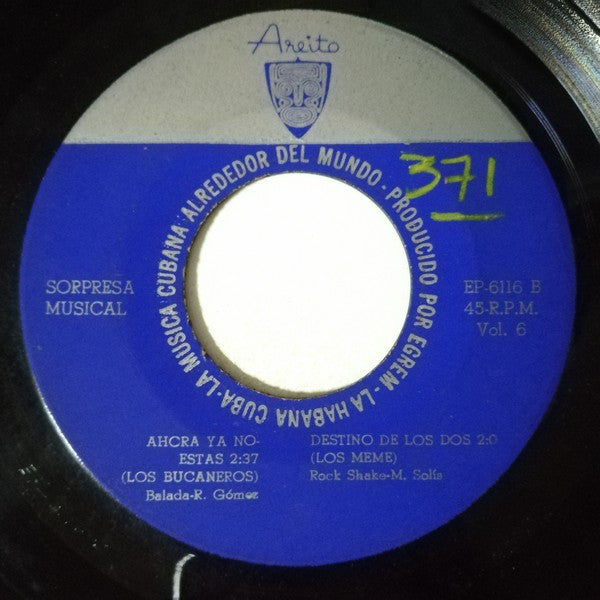 Areito
LA MUSICA CUBANA ALREDEDOR DEL MUNDO - PRODUCIDO POR EGREM - LA HABANA CUBA -
371
SORPRESA
MUSICAL
EP-6116 B
45-R.P.M.
Vol. 6
AHORA YA NO-
ESTAS 2:37
(LOS BUCANEROS)
Balada-R. Gómez
DESTINO DE LOS DOS 2:0
(LOS MEME)
Rock Shake-M. Solís